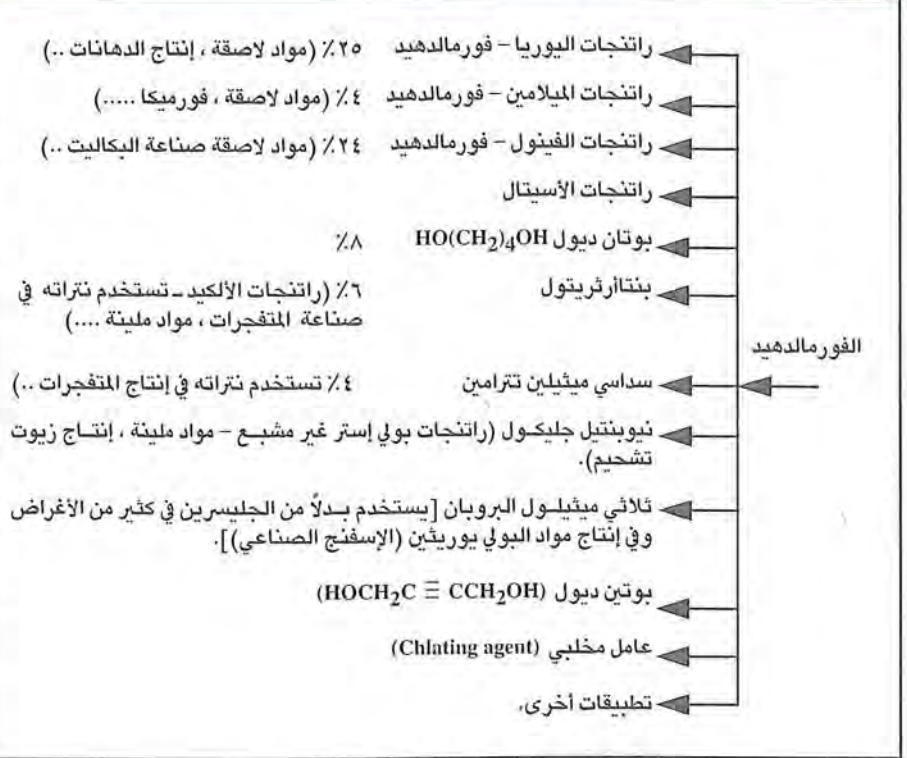 راتنجات اليوريا – فورمالدهيد ٢٥٪ (مواد لاصقة ، إنتاج الدهانات ..)
راتنجات الميلامين – فورمالدهيد ٤٪ (مواد لاصقة ، فورميكا .....)
راتنجات الفينول – فورمالدهيد ٢٤٪ (مواد لاصقة صناعة البكاليت ..)
راتنجات الأسيتال
بوتان ديول HO(CH2)4OH ٨٪
بنتاأرثريتول ٦٪ (راتنجات الألكيد ــ تستخدم نتراته في
صناعة المتفجرات ، مواد ملينة ....)
الفورمالدهيد
سداسي ميثيلين تترامين ٤٪ تستخدم نتراته في إنتاج المتفجرات ..)
نيوبنتيل جليكول (راتنجات بولي إستر غير مشبع – مواد ملينة ، إنتاج زيوت
تشحيم).
ثلاثي ميثيلول البروبان [يستخدم بدلاً من الجليسرين في كثير من الأغراض
وفي إنتاج مواد البولي يوريثين (الإسفنج الصناعي)].
بوتين ديول (HOCH2C ≡ CCH2OH)
عامل مخلبي (Chlating agent)
تطبيقات أخرى.